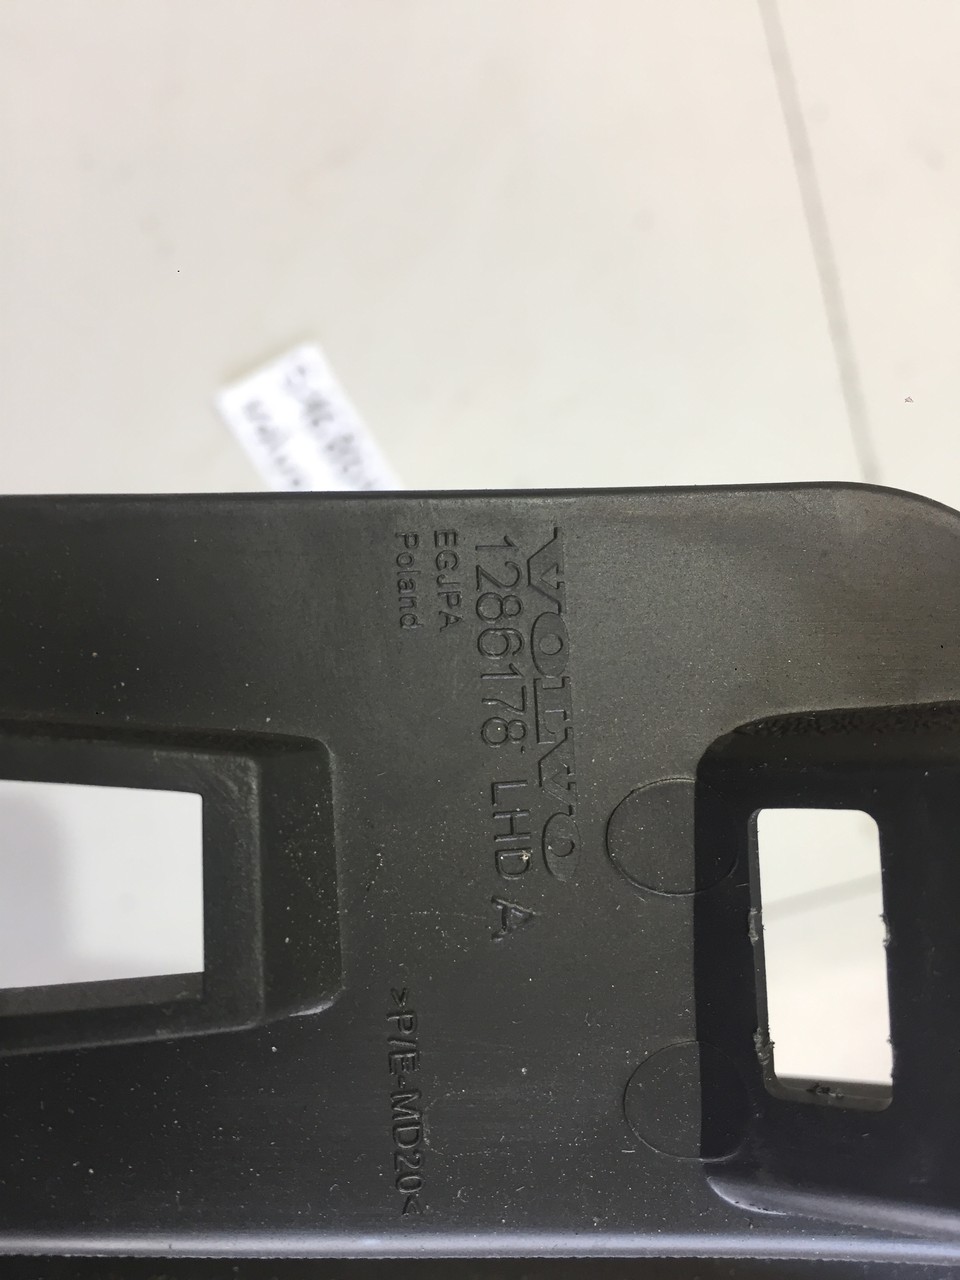 VOLVO
1286178 LHD A
EGJPA
Poland
>P/E-MD20<